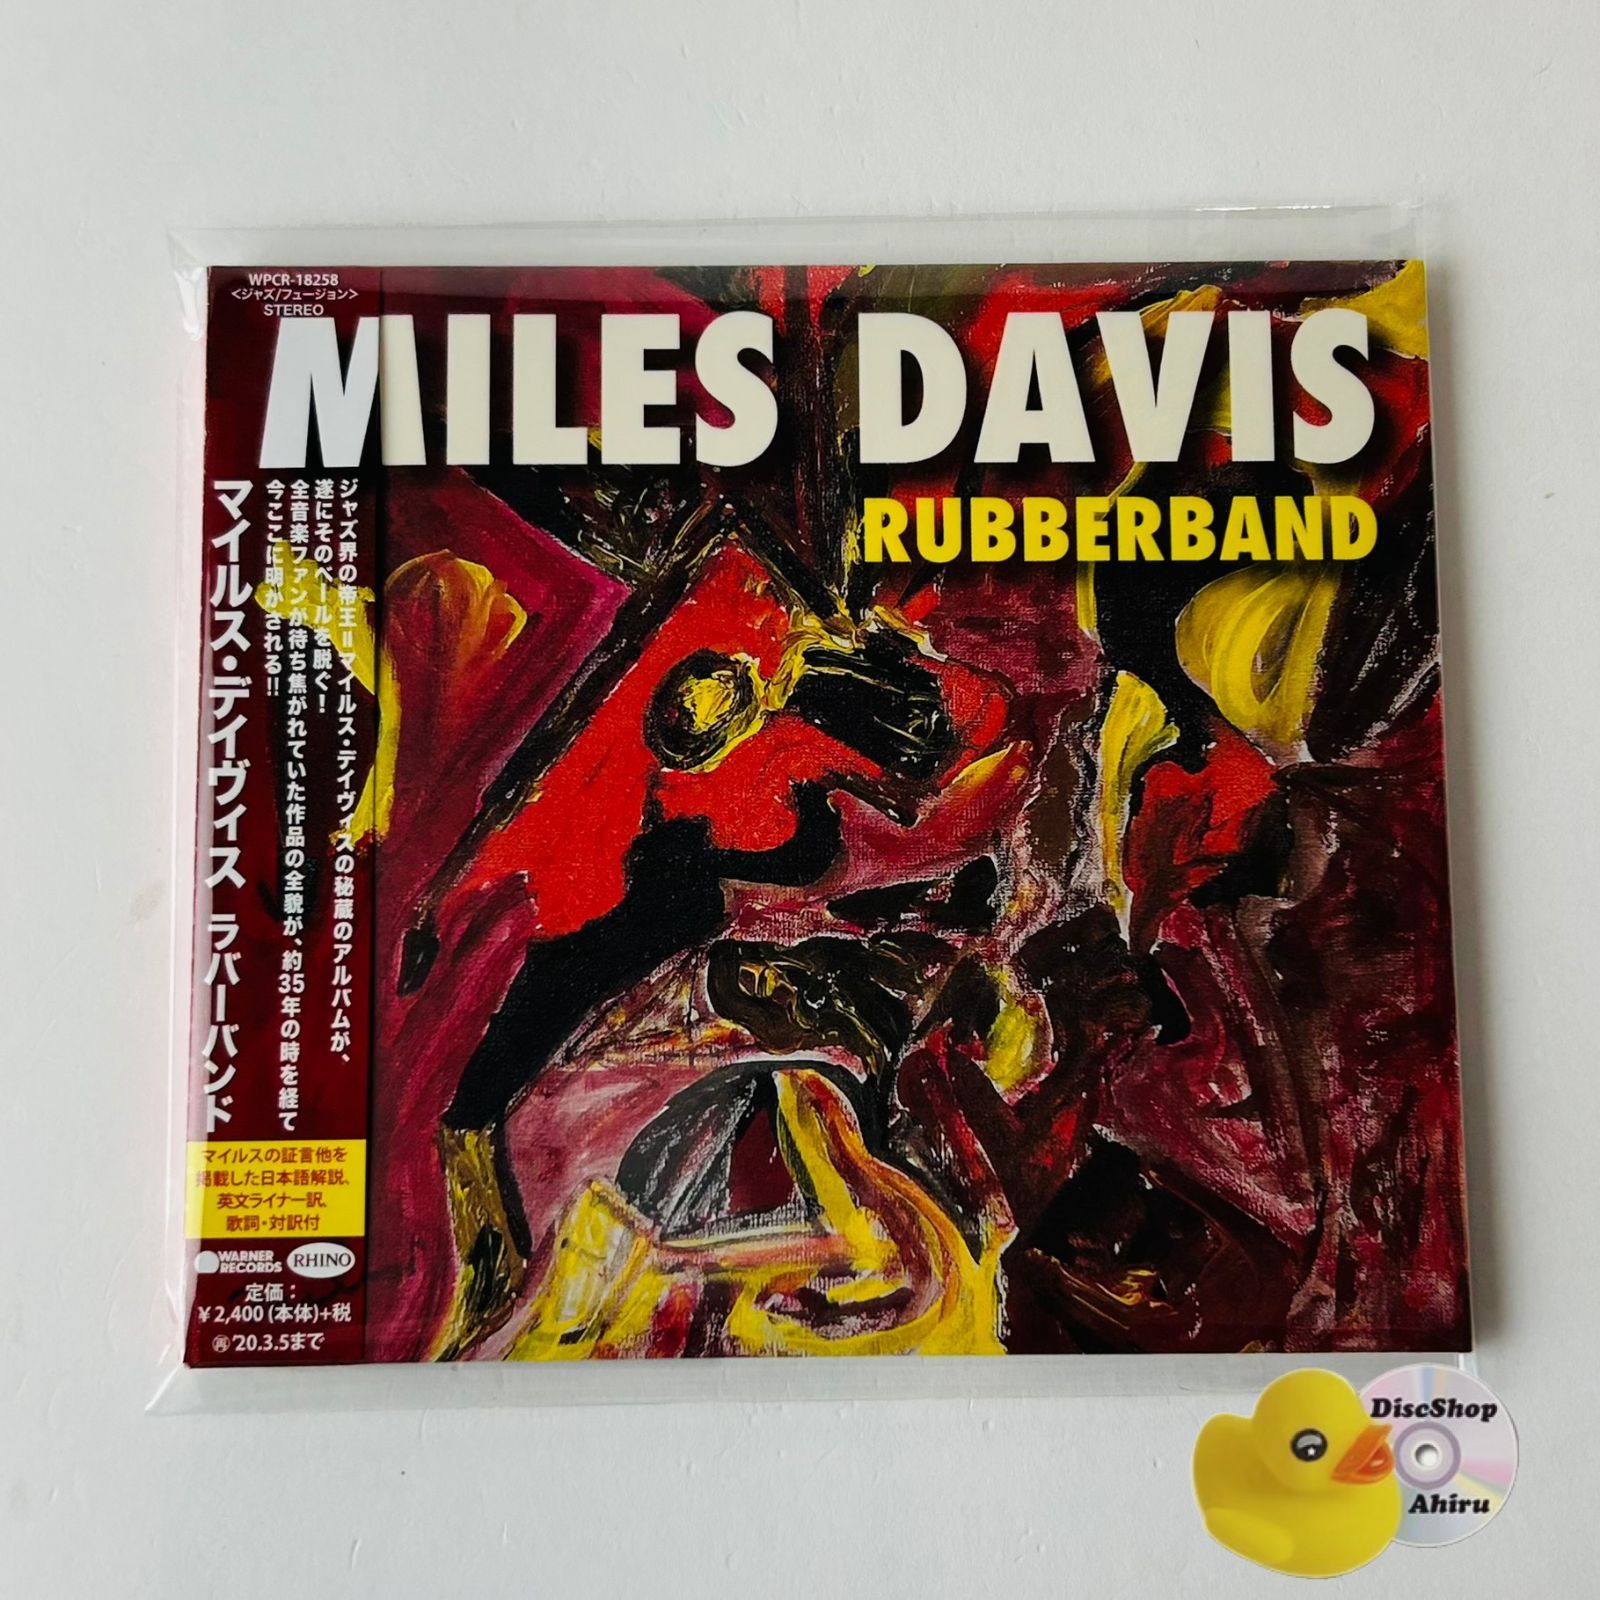 WPCR-18258
<ジャズ/フュージョン>
STEREO
MILES DAVIS
RUBBERBAND
ジャズ界の帝王=マイルス・デイヴィスの秘蔵のアルバムが、
遂にそのベールを脱ぐ!
全音楽ファンが待ち焦がれていた作品の全貌が、約35年の時を経て
今ここに明かされる!!
マイルス・デイヴィス ラバーバンド
マイルスの証言他を
掲載した日本語解説、
英文ライナー訳、
歌詞・対訳付
WARNER
RECORDS
RHINO
定価:
¥2,400(本体)+税
再'20.3.5まで
DiscShop
Ahiru